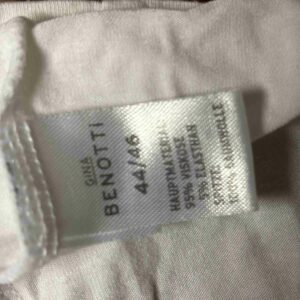 GINA
BENOTTI
44/46
HAUPTMATERIAL:
95% VISKOSE
5% ELASTHAN
SPITZE:
100% BAUMWOLLE